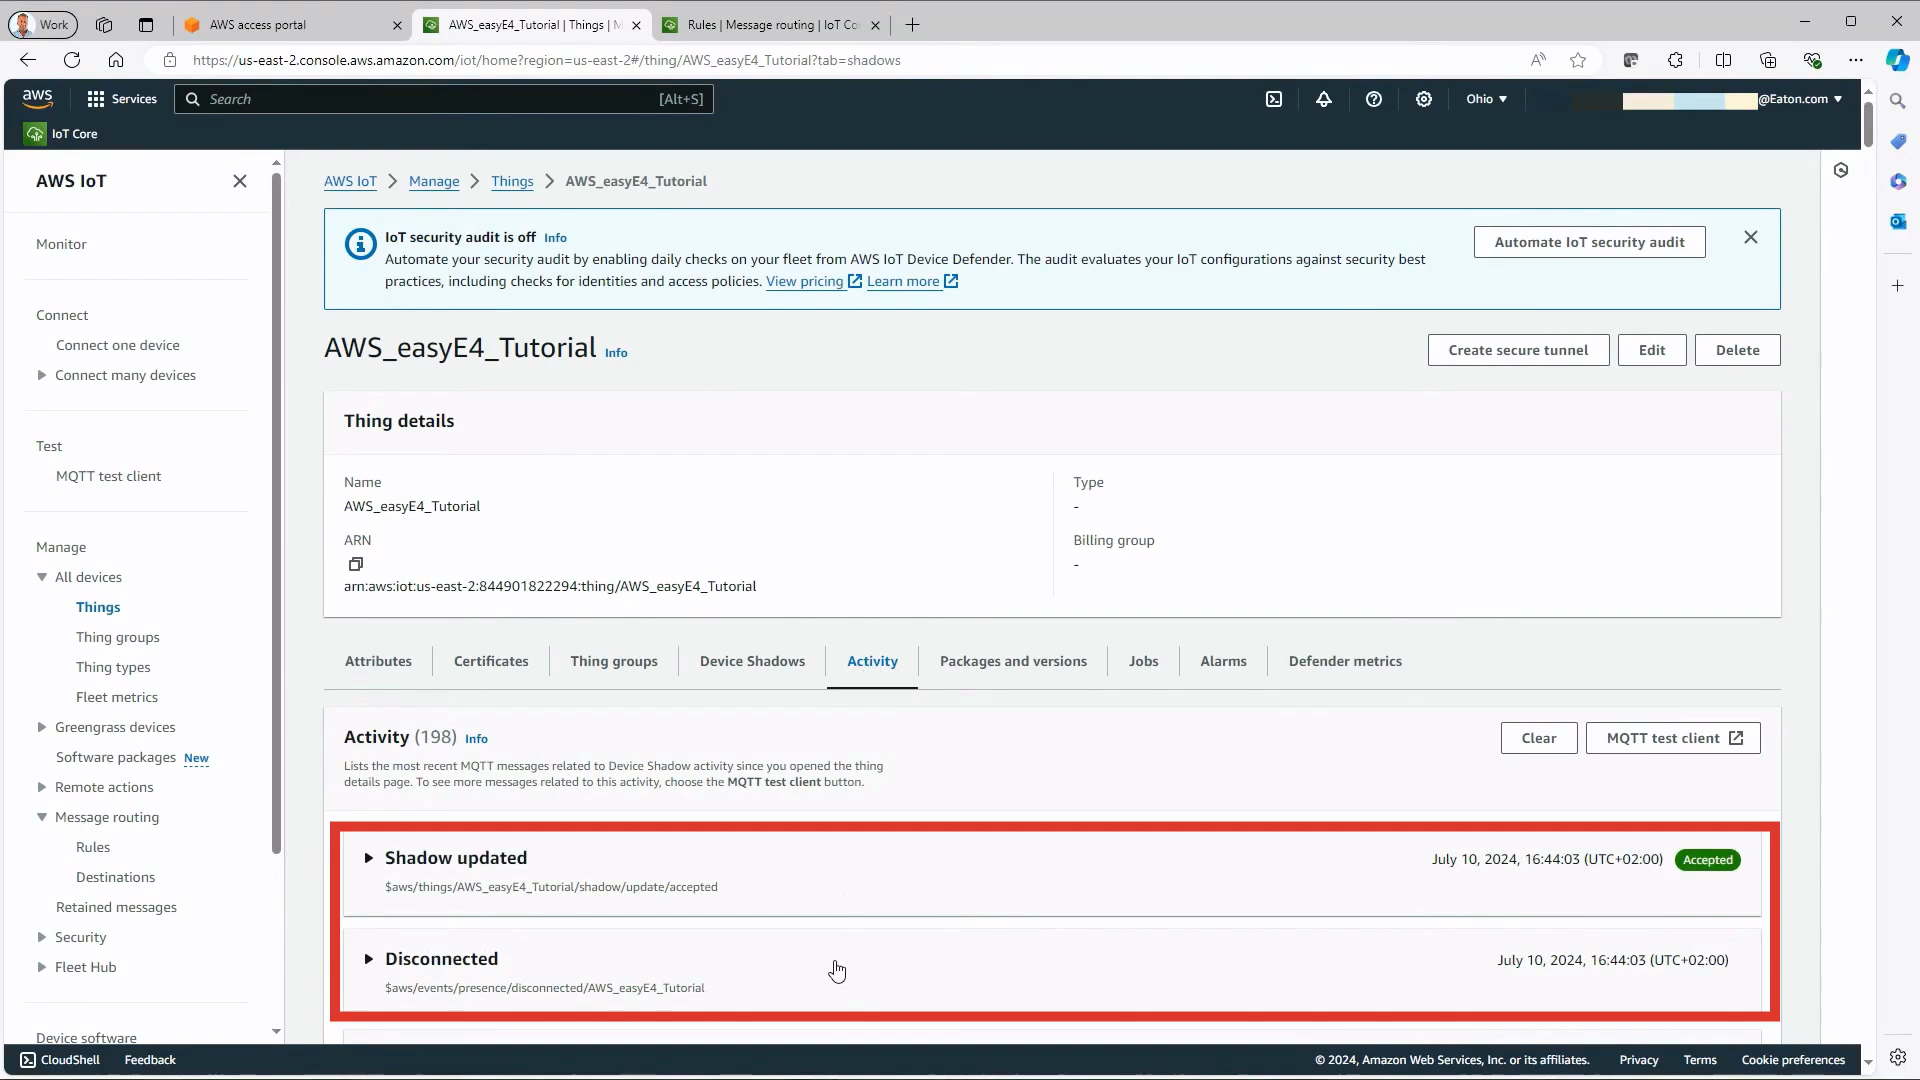 Work
AWS access portal
AWS_easyE4_Tutorial | Things | M
Rules | Message routing | IoT Co
https://us-east-2.console.aws.amazon.com/iot/home?region=us-east-2#/thing/AWS_easyE4_Tutorial?tab=shadows
aws
Services
Search
[Alt+S]
Ohio
@Eaton.com
IoT Core
AWS IoT
Monitor
Connect
Connect one device
Connect many devices
Test
MQTT test client
Manage
All devices
Things
Thing groups
Thing types
Fleet metrics
Greengrass devices
Software packages New
Remote actions
Message routing
Rules
Destinations
Retained messages
Security
Fleet Hub
Device software
AWS IoT > Manage > Things > AWS_easyE4_Tutorial
IoT security audit is off Info
Automate your security audit by enabling daily checks on your fleet from AWS IoT Device Defender. The audit evaluates your IoT configurations against security best
practices, including checks for identities and access policies. View pricing Learn more
Automate IoT security audit
AWS_easyE4_Tutorial Info
Create secure tunnel
Edit
Delete
Thing details
Name
AWS_easyE4_Tutorial
ARN
arn:aws:iot:us-east-2:844901822294:thing/AWS_easyE4_Tutorial
Type
-
Billing group
-
Attributes
Certificates
Thing groups
Device Shadows
Activity
Packages and versions
Jobs
Alarms
Defender metrics
Activity (198) Info
Lists the most recent MQTT messages related to Device Shadow activity since you opened the thing
details page. To see more messages related to this activity, choose the MQTT test client button.
Clear
MQTT test client
Shadow updated
July 10, 2024, 16:44:03 (UTC+02:00) Accepted
$aws/things/AWS_easyE4_Tutorial/shadow/update/accepted
Disconnected
July 10, 2024, 16:44:03 (UTC+02:00)
$aws/events/presence/disconnected/AWS_easyE4_Tutorial
CloudShell
Feedback
© 2024, Amazon Web Services, Inc. or its affiliates.
Privacy
Terms
Cookie preferences